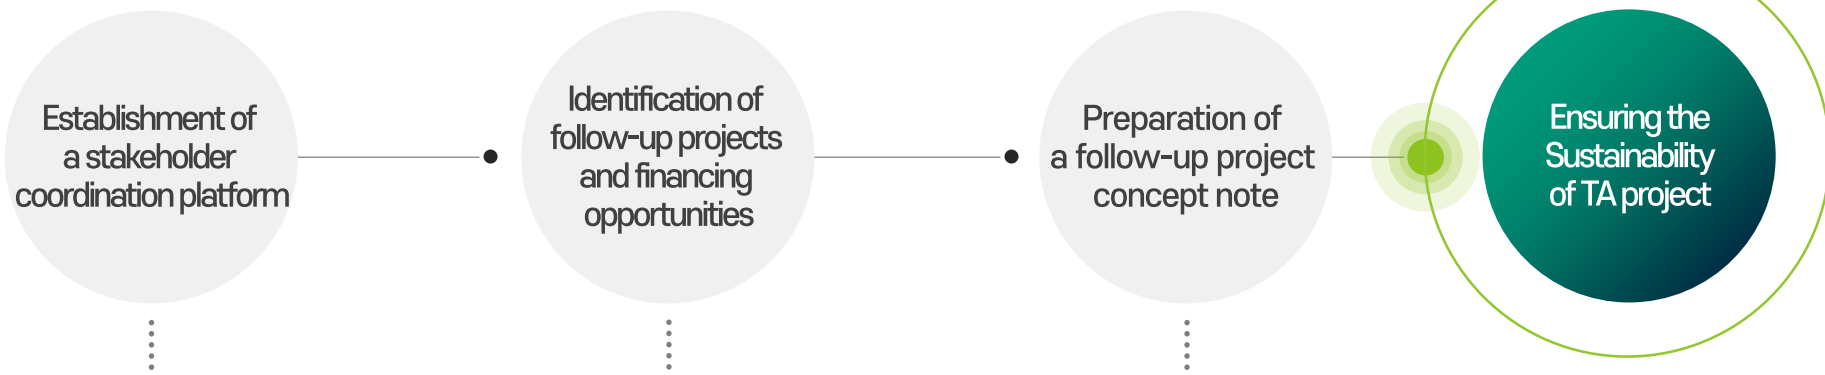 Establishment of
a stakeholder
coordination platform
Identification of
follow-up projects
and financing
opportunities
Preparation of
a follow-up project
concept note
Ensuring the
Sustainability
of TA project